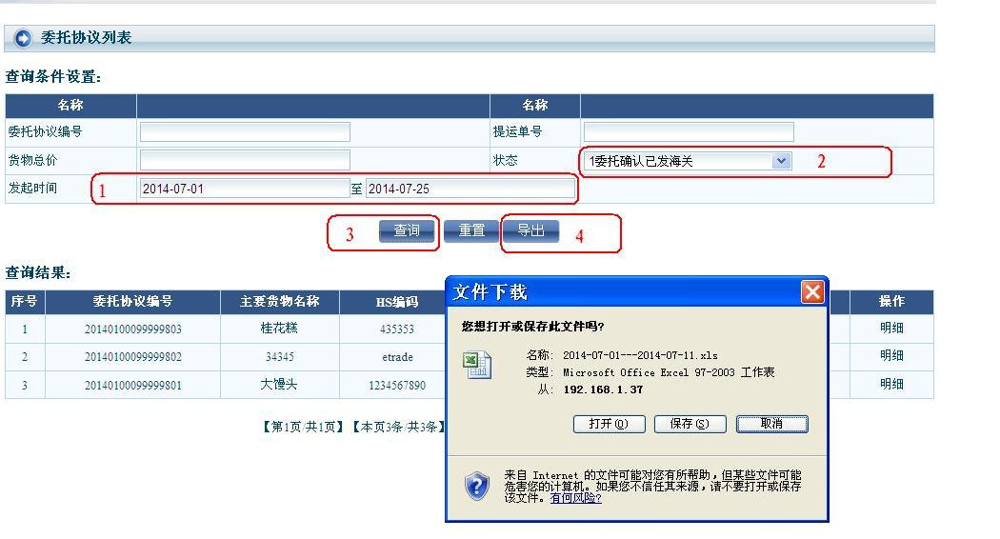 委托协议列表
查询条件设置：
名称 名称
委托协议编号 提运单号
货物总价 状态 1委托确认已发海关 2
发起时间 1 2014-07-01 至 2014-07-25
3 查询 重置 导出 4
查询结果：
序号 委托协议编号 主要货物名称 HS编码 操作
1 20140100099999803 桂花糕 435353 明细
2 20140100099999802 34345 etrade 明细
3 20140100099999801 大馒头 1234567890 明细
【第1页/共1页】【本页3条/共3条】
文件下载
您想打开或保存此文件吗?
名称: 2014-07-01---2014-07-11.xls
类型: Microsoft Office Excel 97-2003 工作表
从: 192.168.1.37
打开(O) 保存(S) 取消
来自 Internet 的文件可能对您有所帮助，但某些文件可能
危害您的计算机。如果您不信任其来源，请不要打开或保存
该文件。有何风险?